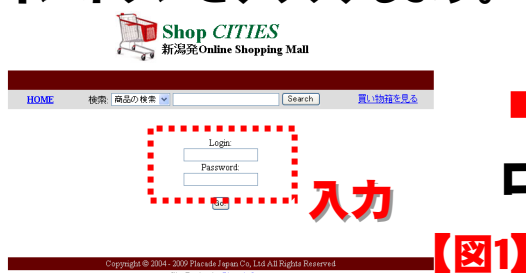 Shop CITIES
新潟発Online Shopping Mall
HOME 検索: 商品の検索 Search 買い物箱を見る
Login:
Password:
Go!
入力
【図1】
Copyright © 2004 - 2009 Placade Japan Co, Ltd All Rights Reserved